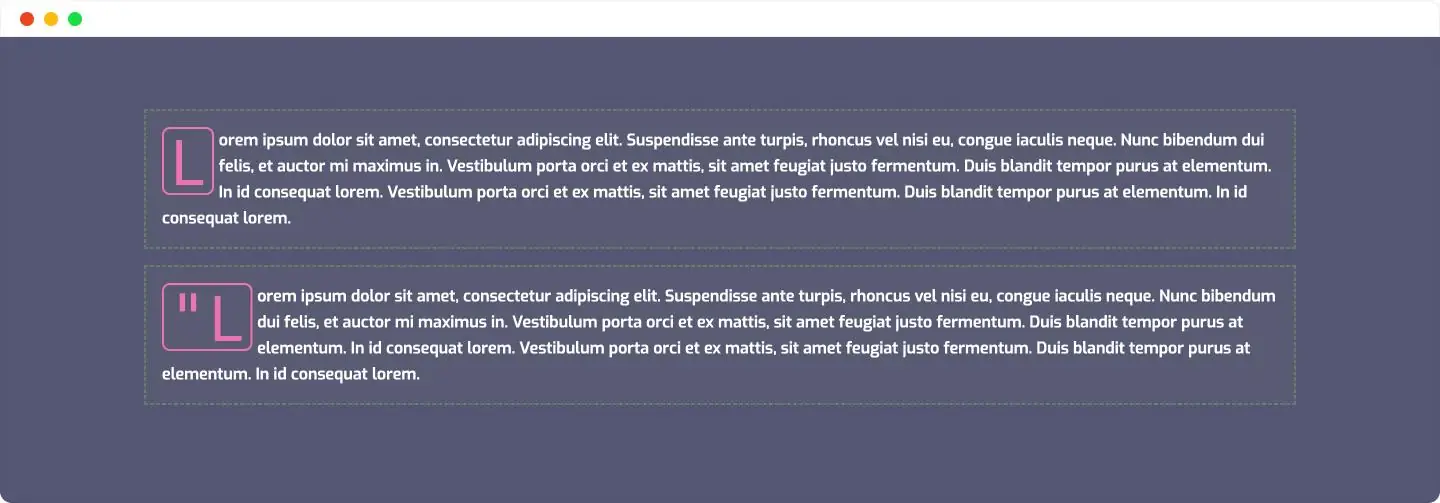 Lorem ipsum dolor sit amet, consectetur adipiscing elit. Suspendisse ante turpis, rhoncus vel nisi eu, congue iaculis neque. Nunc bibendum dui
felis, et auctor mi maximus in. Vestibulum porta orci et ex mattis, sit amet feugiat justo fermentum. Duis blandit tempor purus at elementum.
In id consequat lorem. Vestibulum porta orci et ex mattis, sit amet feugiat justo fermentum. Duis blandit tempor purus at elementum. In id
consequat lorem.
"Lorem ipsum dolor sit amet, consectetur adipiscing elit. Suspendisse ante turpis, rhoncus vel nisi eu, congue iaculis neque. Nunc bibendum
dui felis, et auctor mi maximus in. Vestibulum porta orci et ex mattis, sit amet feugiat justo fermentum. Duis blandit tempor purus at
elementum. In id consequat lorem. Vestibulum porta orci et ex mattis, sit amet feugiat justo fermentum. Duis blandit tempor purus at
elementum. In id consequat lorem.